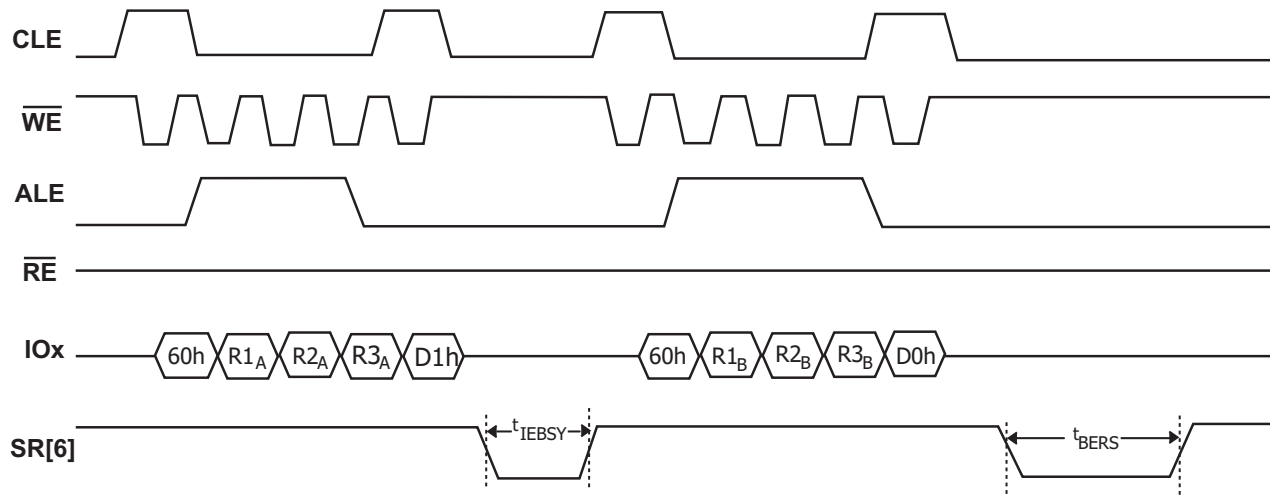 CLE
WE
ALE
RE
IOx 60h R1A R2A R3A D1h 60h R1B R2B R3B D0h
SR[6] tIEBSY tBERS